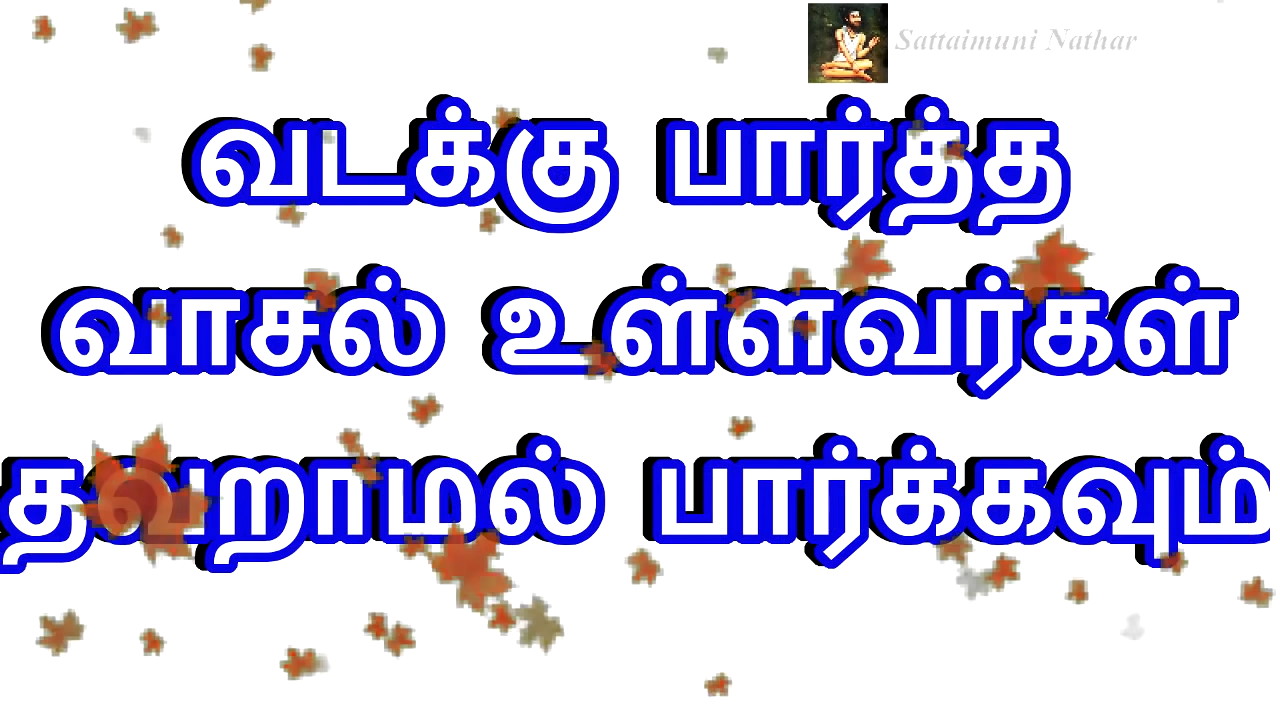 Sattaimuni Nathar
வடக்கு பார்த்த
வாசல் உள்ளவர்கள்
தவறாமல் பார்க்கவும்